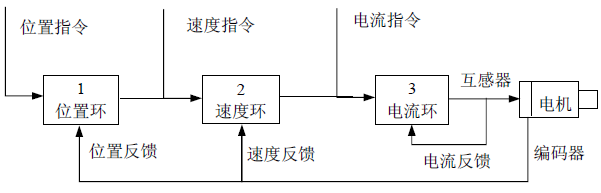 位置指令
速度指令
电流指令
1
位置环
2
速度环
3
电流环
互感器
电机
位置反馈
速度反馈
电流反馈
编码器